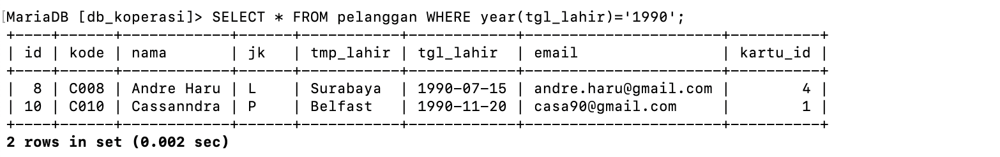 [MariaDB [db_koperasi]> SELECT * FROM pelanggan WHERE year(tgl_lahir)='1990';
+----+------+------------+------+-----------+------------+----------------------+----------+
| id | kode | nama       | jk   | tmp_lahir | tgl_lahir  | email                | kartu_id |
+----+------+------------+------+-----------+------------+----------------------+----------+
|  8 | C008 | Andre Haru | L    | Surabaya  | 1990-07-15 | andre.haru@gmail.com |        4 |
| 10 | C010 | Cassanndra | P    | Belfast   | 1990-11-20 | casa90@gmail.com     |        1 |
+----+------+------------+------+-----------+------------+----------------------+----------+
2 rows in set (0.002 sec)